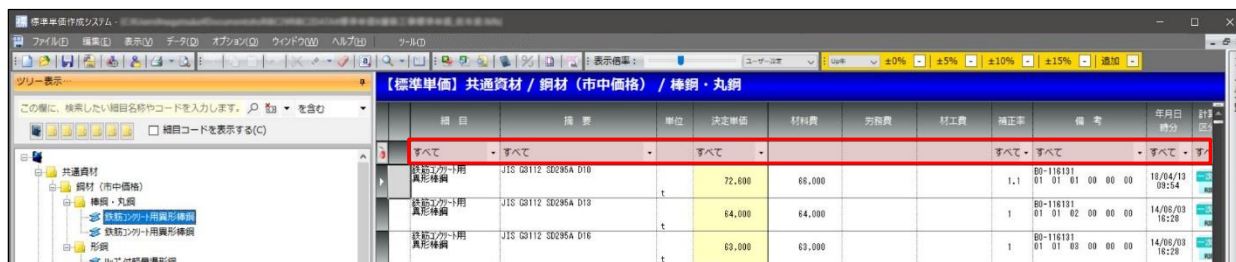 標準単価作成システム -
ファイル(F) 編集(E) 表示(V) データ(D) オプション(O) ウィンドウ(W) ヘルプ(H) ツール(T)
表示倍率: ユーザー設定 Up率 ±0% ±5% ±10% ±15% 追加
ツリー表示…
【標準単価】共通資材 / 鋼材（市中価格） / 棒鋼・丸鋼
この欄に、検索したい細目名称やコードを入力します。 を含む
細目コードを表示する(C)
細 目 摘 要 単位 決定単価 材料費 労務費 材工費 補正率 備 考 年月日時分 計算区分
すべて すべて すべて すべて すべて すべて
共通資材
鋼材（市中価格）
棒鋼・丸鋼
鉄筋コンクリート用異形棒鋼
鉄筋コンクリート用異形棒鋼
形鋼
鉄筋コンクリート用異形棒鋼 JIS G3112 SD295A D10 t 72,600 66,000 1.1 B0-116131 01 01 01 00 00 00 18/04/13 09:54
鉄筋コンクリート用異形棒鋼 JIS G3112 SD295A D13 t 64,000 64,000 1 B0-116131 01 01 02 00 00 00 14/06/03 16:28
鉄筋コンクリート用異形棒鋼 JIS G3112 SD295A D16 t 63,000 63,000 1 B0-116131 01 01 03 00 00 00 14/06/03 16:28